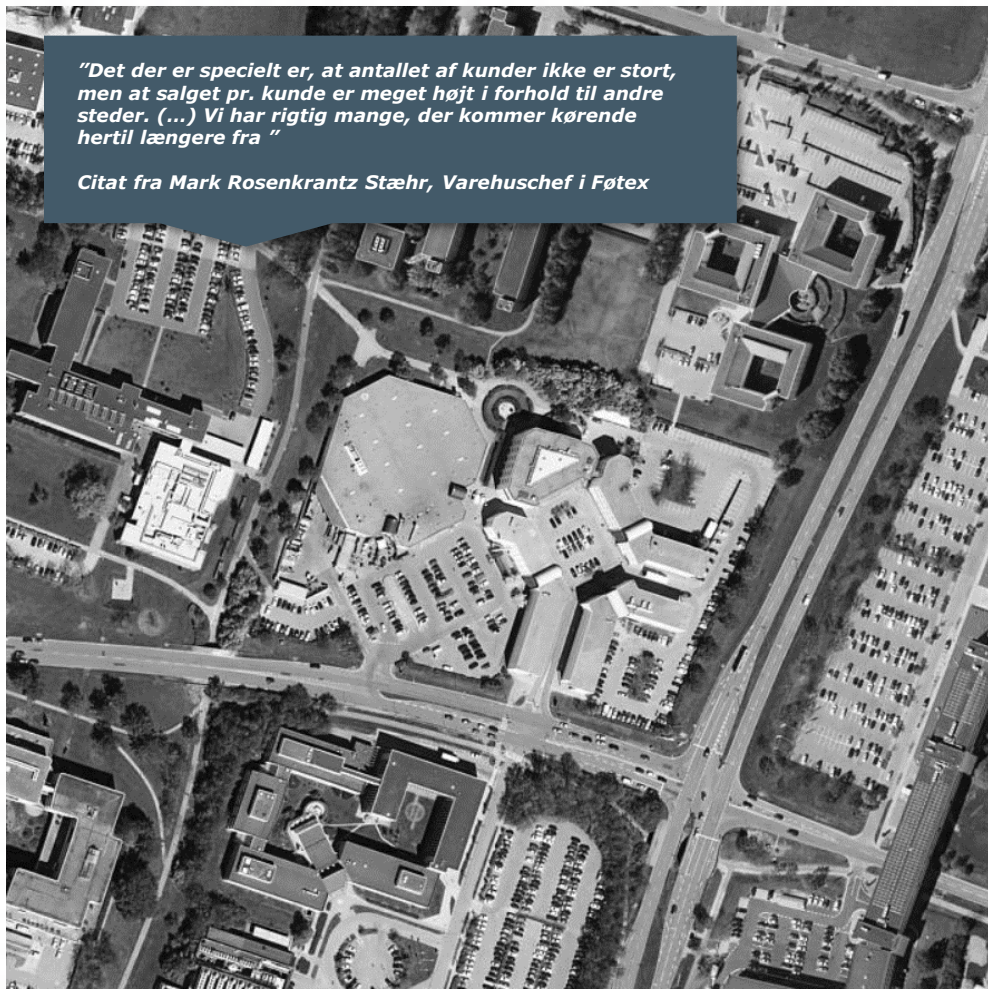 ”Det der er specielt er, at antallet af kunder ikke er stort,
men at salget pr. kunde er meget højt i forhold til andre
steder. (...) Vi har rigtig mange, der kommer kørende
hertil længere fra ”
Citat fra Mark Rosenkrantz Stæhr, Varehuschef i Føtex